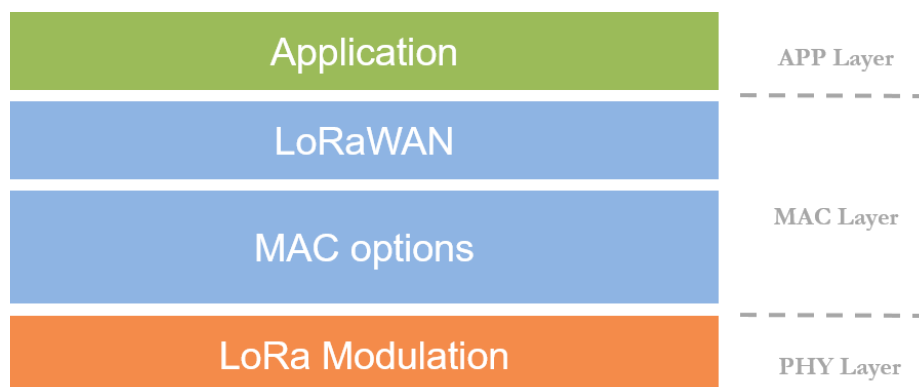 Application
APP Layer
LoRaWAN
MAC Layer
MAC options
LoRa Modulation
PHY Layer